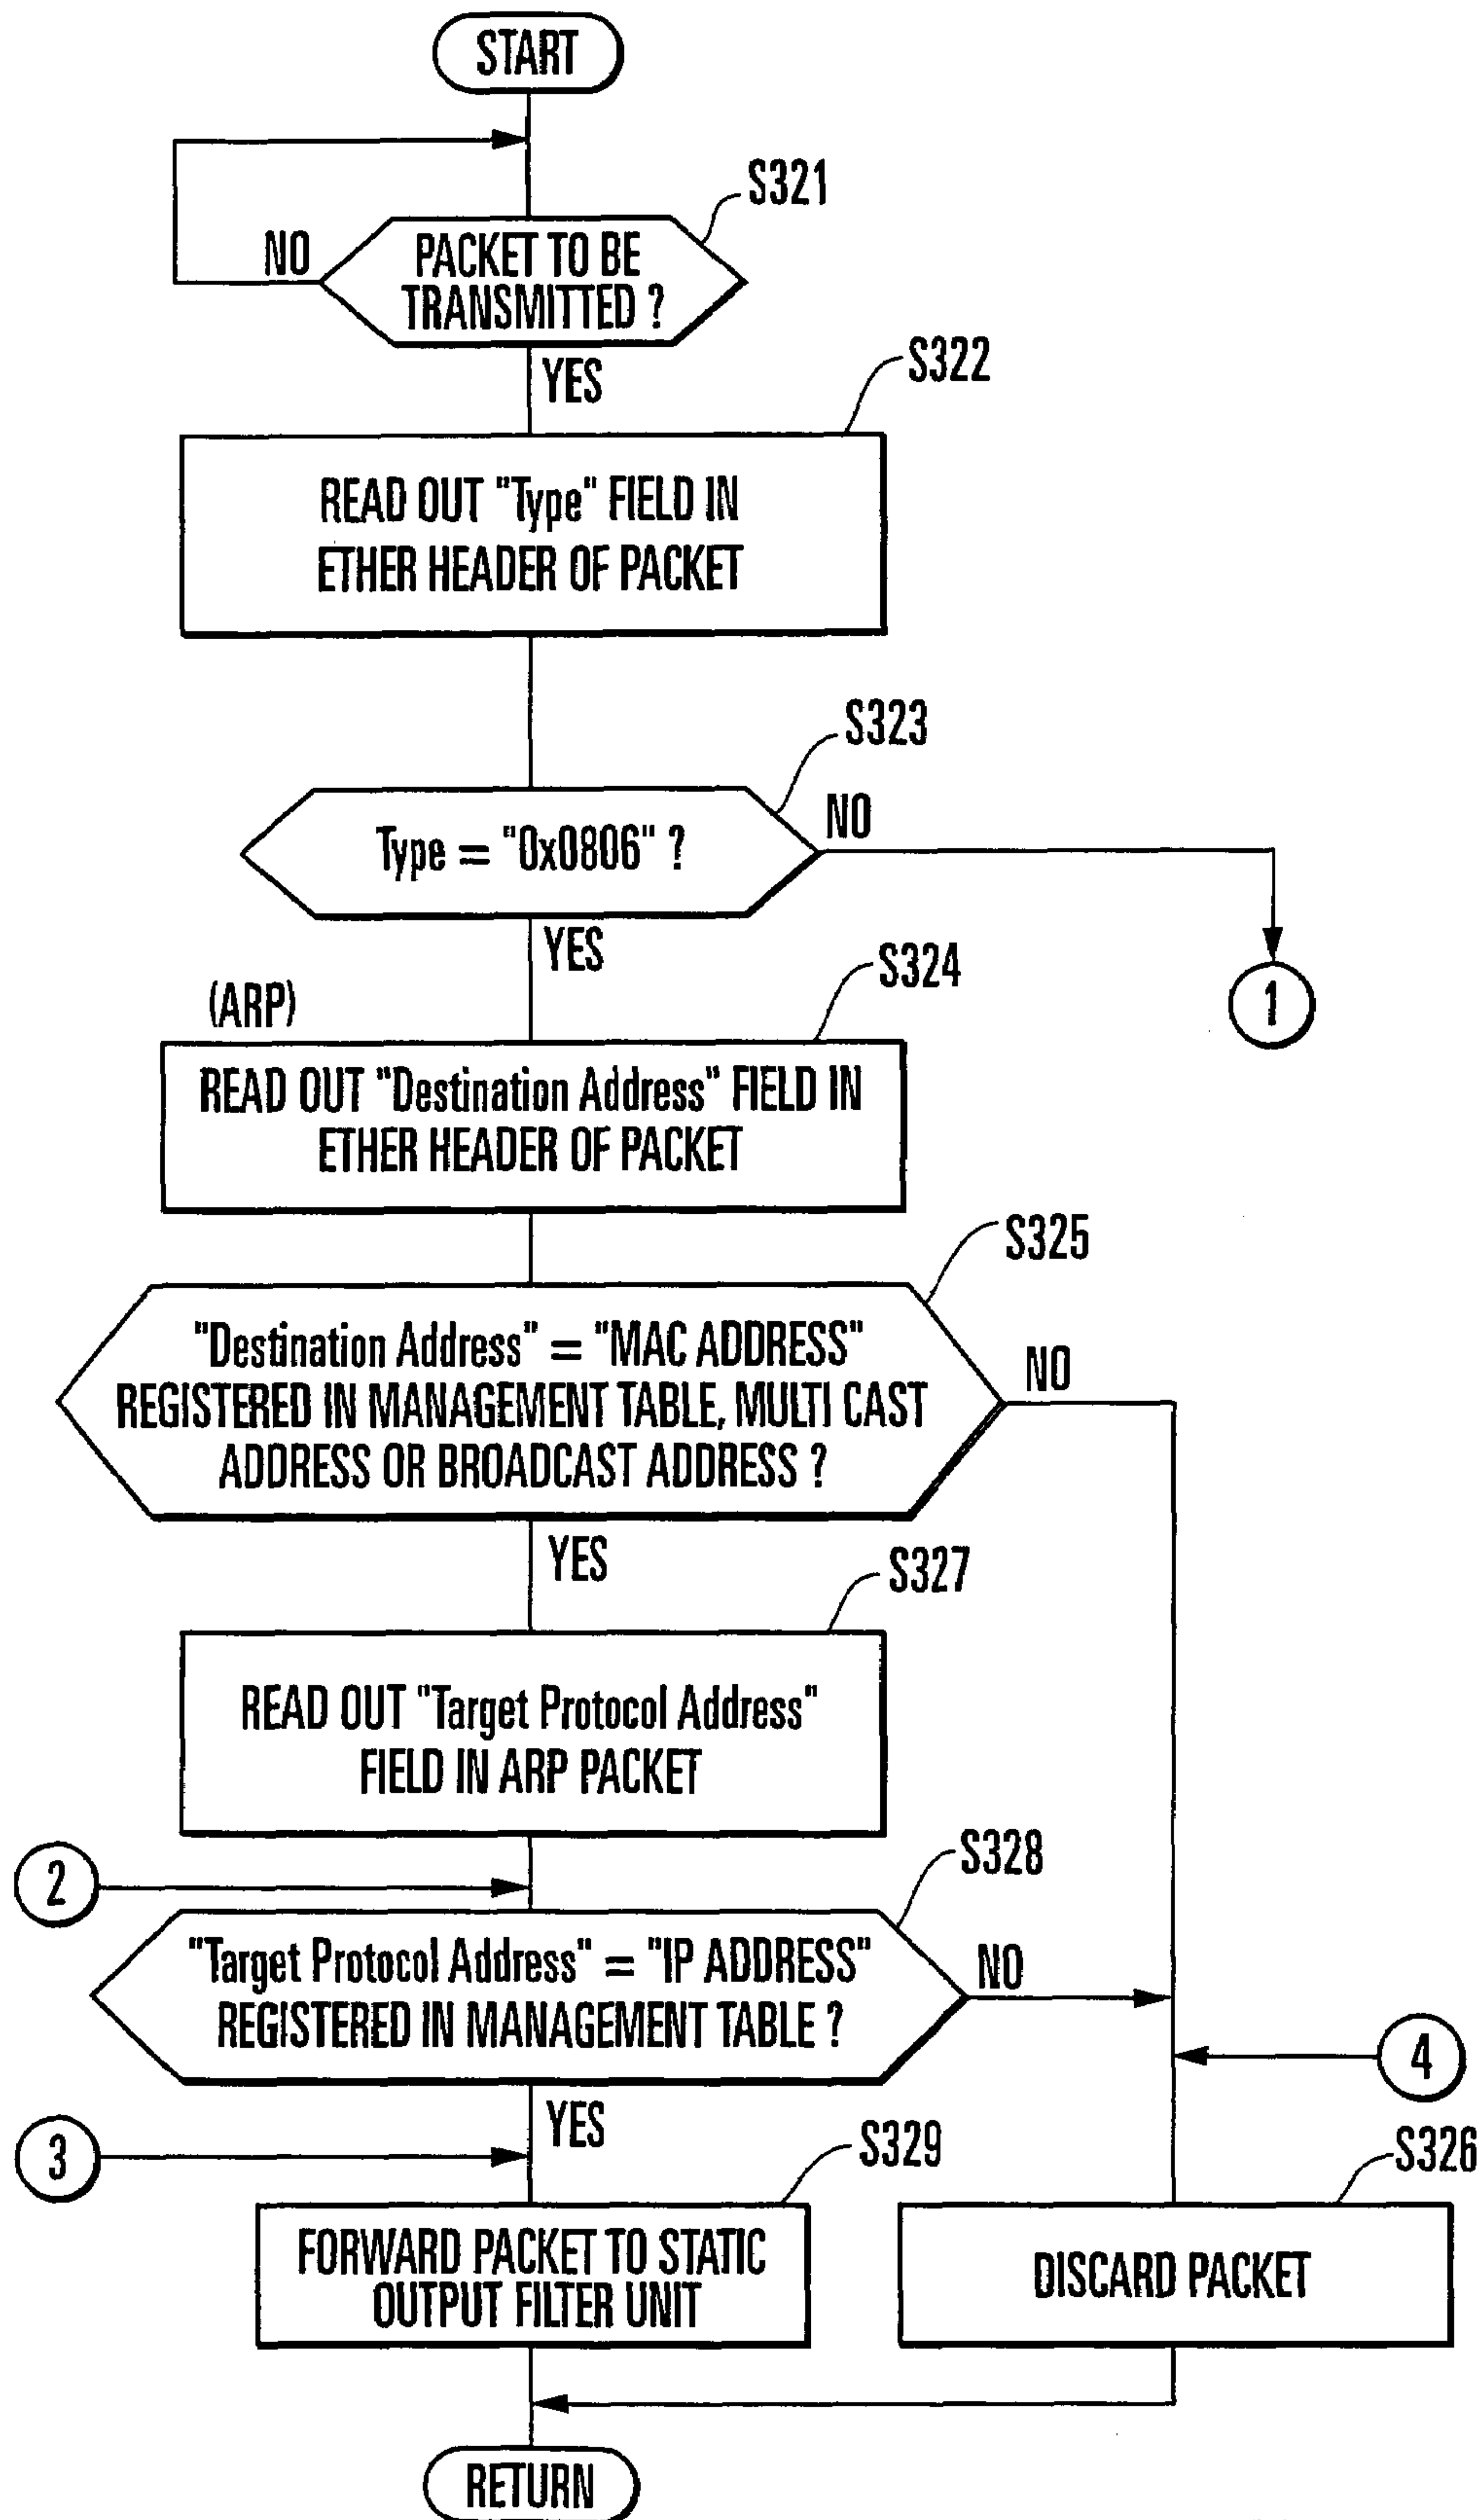 START
S321
NO
PACKET TO BE
TRANSMITTED ?
YES
S322
READ OUT "Type" FIELD IN
ETHER HEADER OF PACKET
S323
Type = "0x0806" ?
NO
YES
1
(ARP)
S324
READ OUT "Destination Address" FIELD IN
ETHER HEADER OF PACKET
S325
"Destination Address" = "MAC ADDRESS"
REGISTERED IN MANAGEMENT TABLE, MULTI CAST
ADDRESS OR BROADCAST ADDRESS ?
NO
YES
S327
READ OUT "Target Protocol Address"
FIELD IN ARP PACKET
2
S328
"Target Protocol Address" = "IP ADDRESS"
REGISTERED IN MANAGEMENT TABLE ?
NO
4
YES
3
S329
S326
FORWARD PACKET TO STATIC
OUTPUT FILTER UNIT
DISCARD PACKET
RETURN